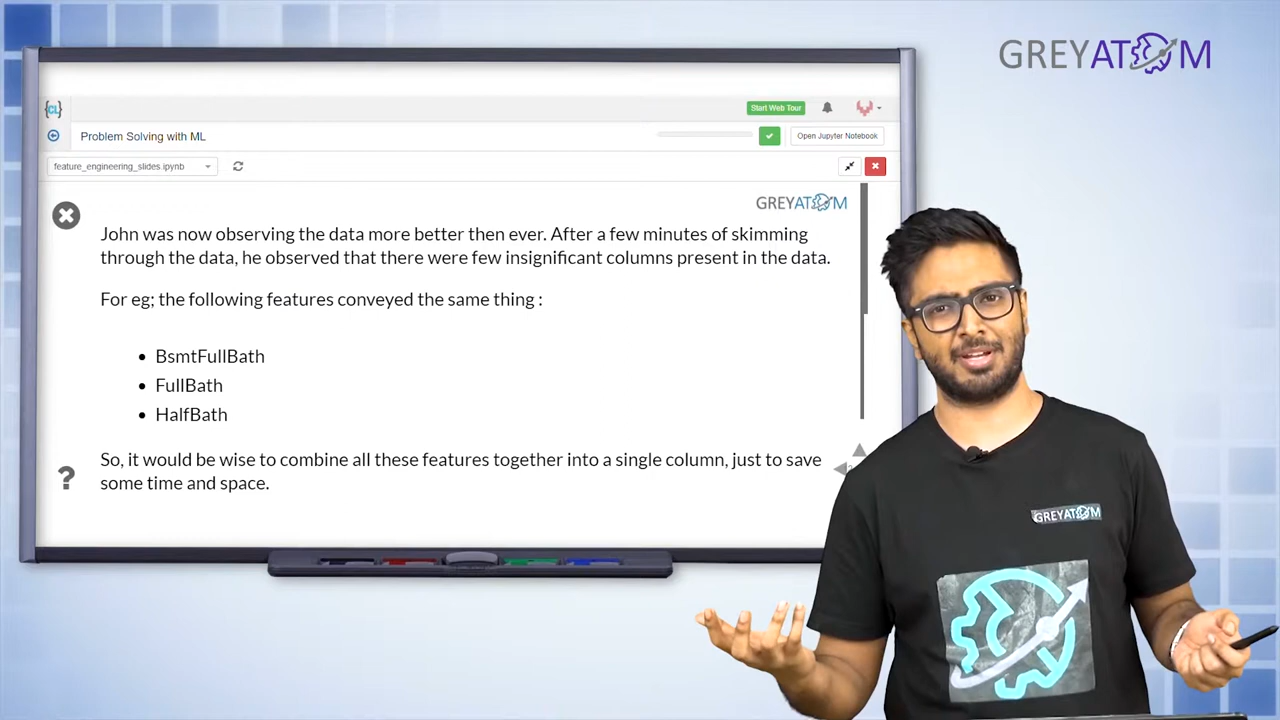 GREYATOM
{CL}
Start Web Tour
Problem Solving with ML
Open Jupyter Notebook
feature_engineering_slides.ipynb
GREYATOM
John was now observing the data more better then ever. After a few minutes of skimming
through the data, he observed that there were few insignificant columns present in the data.
For eg; the following features conveyed the same thing :
• BsmtFullBath
• FullBath
• HalfBath
So, it would be wise to combine all these features together into a single column, just to save
some time and space.
?
GREYATOM